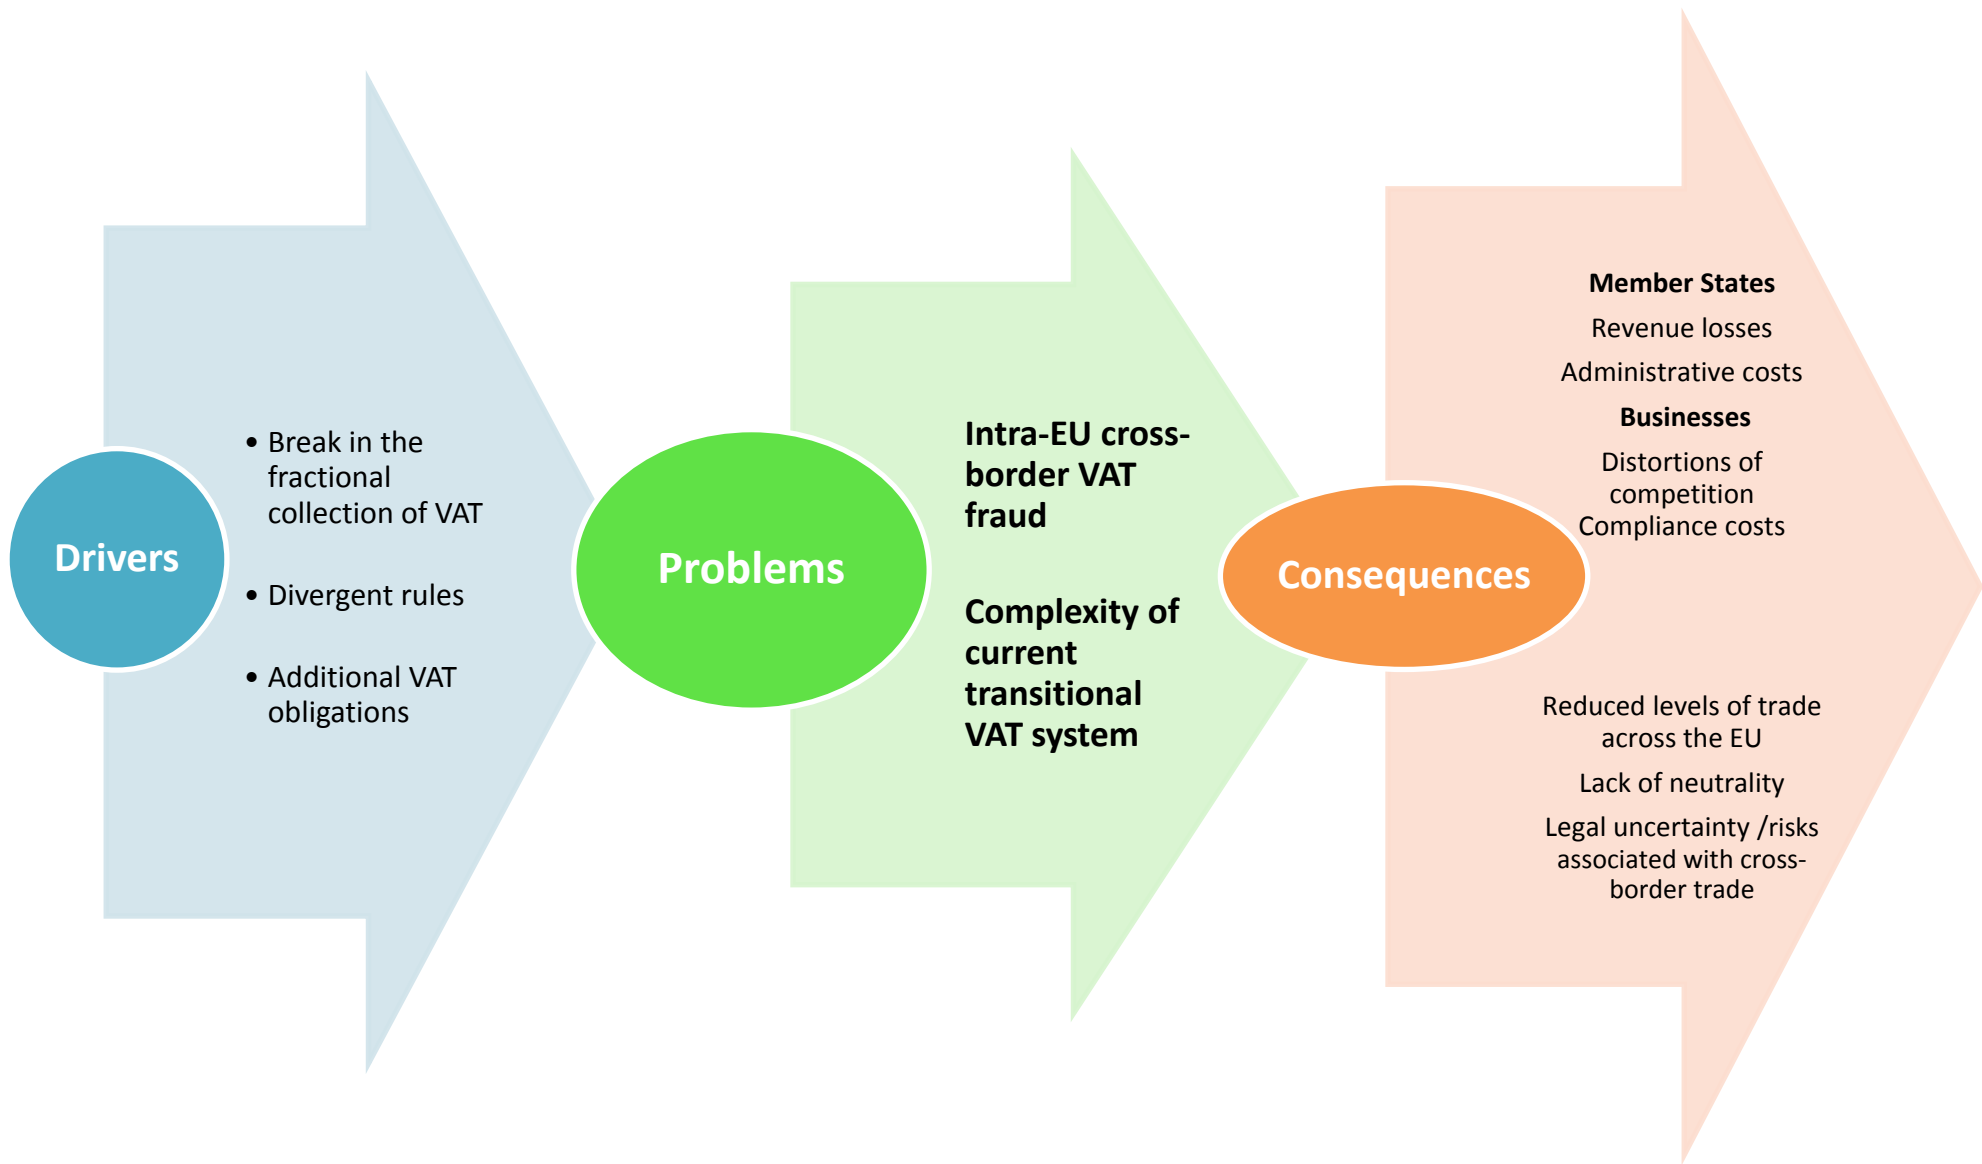 Drivers
• Break in the
fractional
collection of VAT
• Divergent rules
• Additional VAT
obligations
Problems
Intra-EU cross-
border VAT
fraud
Complexity of
current
transitional
VAT system
Consequences
Member States
Revenue losses
Administrative costs
Businesses
Distortions of
competition
Compliance costs
Reduced levels of trade
across the EU
Lack of neutrality
Legal uncertainty /risks
associated with cross-
border trade